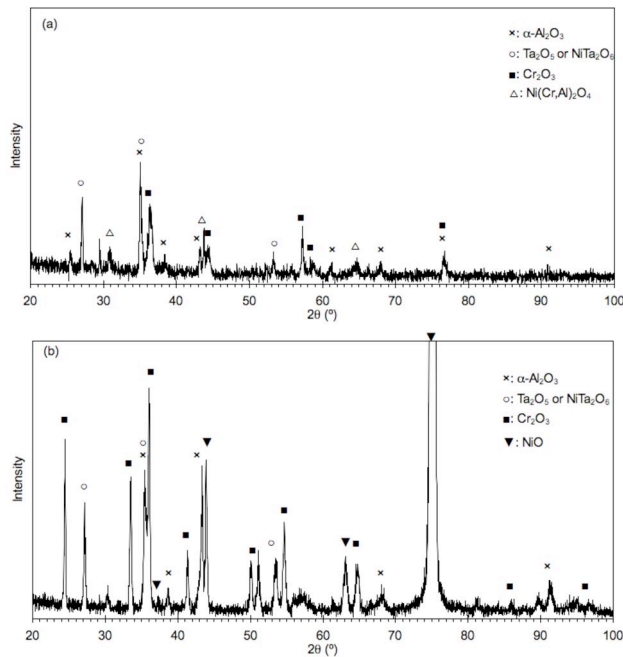 (a)
×: α-Al₂O₃
○: Ta₂O₅ or NiTa₂O₆
■: Cr₂O₃
△: Ni(Cr,Al)₂O₄
Intensity
20 30 40 50 60 70 80 90 100
2θ (º)
(b)
×: α-Al₂O₃
○: Ta₂O₅ or NiTa₂O₆
■: Cr₂O₃
▼: NiO
Intensity
20 30 40 50 60 70 80 90 100
2θ (º)